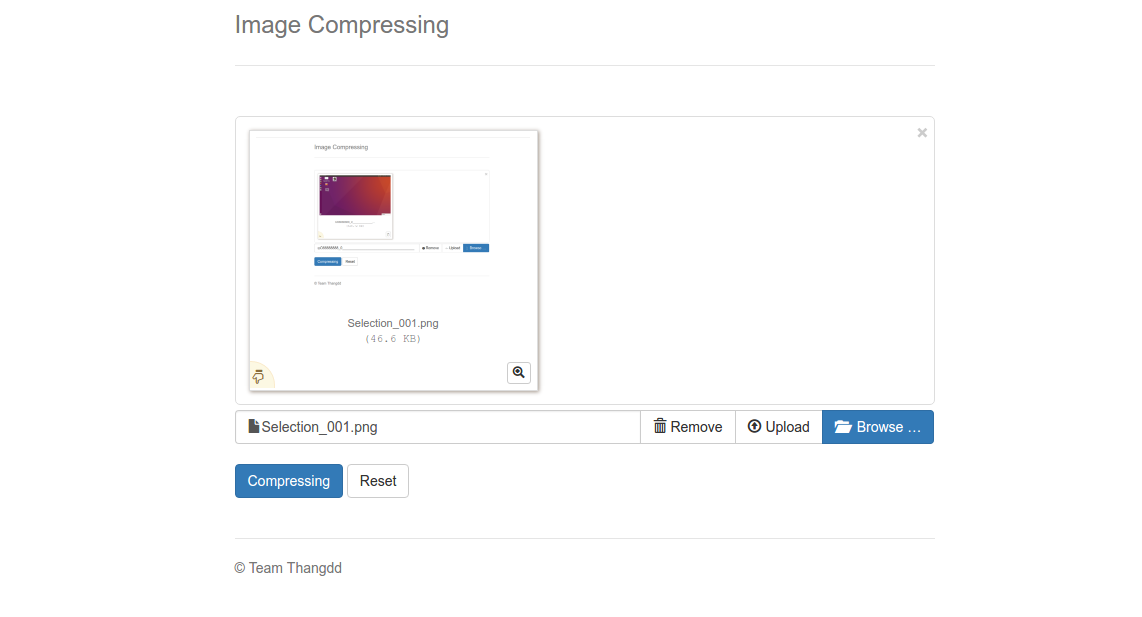 Image Compressing
×
Image Compressing
Remove Upload Browse
Compressing Reset
© Team Thangdd
Selection_001.png
(46.6 KB)
Selection_001.png Remove Upload Browse …
Compressing Reset
© Team Thangdd